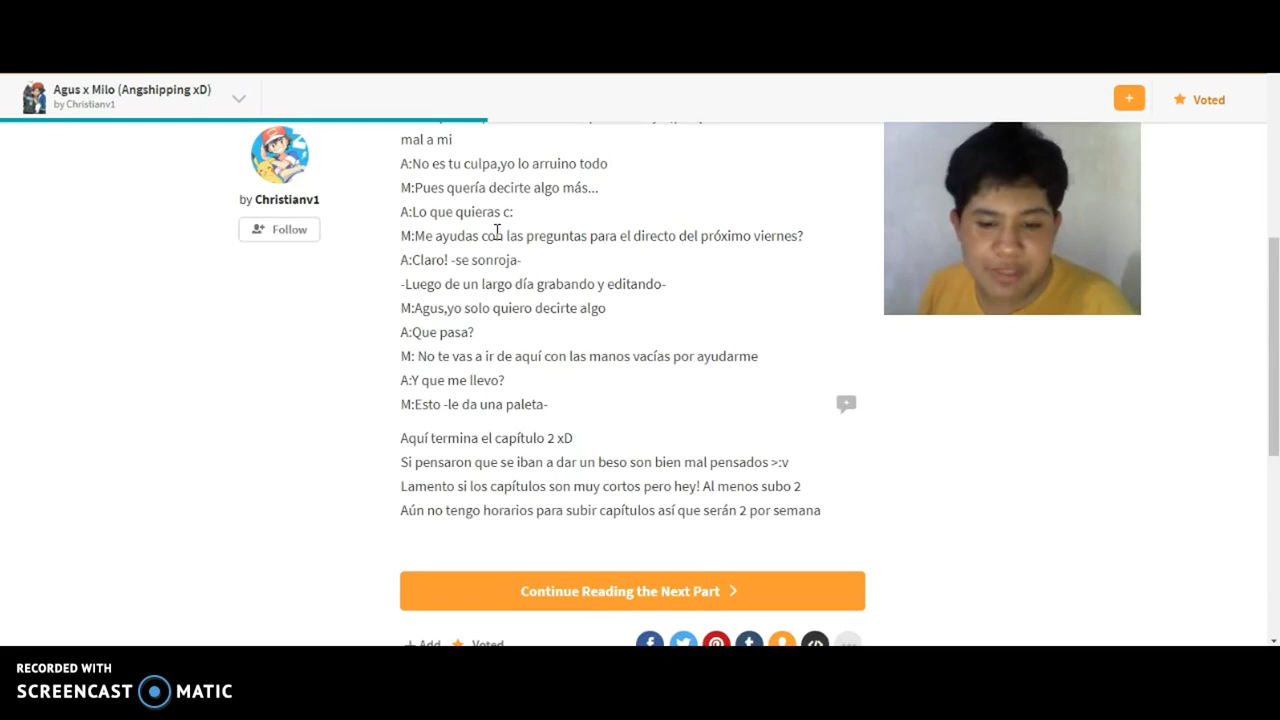 Agus x Milo (Angshipping xD)
by Christianv1
+
Voted
mal a mi
by Christianv1
Follow
A:No es tu culpa,yo lo arruino todo
M:Pues quería decirte algo más...
A:Lo que quieras c:
M:Me ayudas con las preguntas para el directo del próximo viernes?
A:Claro! -se sonroja-
-Luego de un largo día grabando y editando-
M:Agus,yo solo quiero decirte algo
A:Que pasa?
M: No te vas a ir de aquí con las manos vacías por ayudarme
A:Y que me llevo?
M:Esto -le da una paleta-
Aquí termina el capítulo 2 xD
Si pensaron que se iban a dar un beso son bien mal pensados >:v
Lamento si los capítulos son muy cortos pero hey! Al menos subo 2
Aún no tengo horarios para subir capítulos así que serán 2 por semana
Continue Reading the Next Part
+ Add Voted
RECORDED WITH
SCREENCAST MATIC